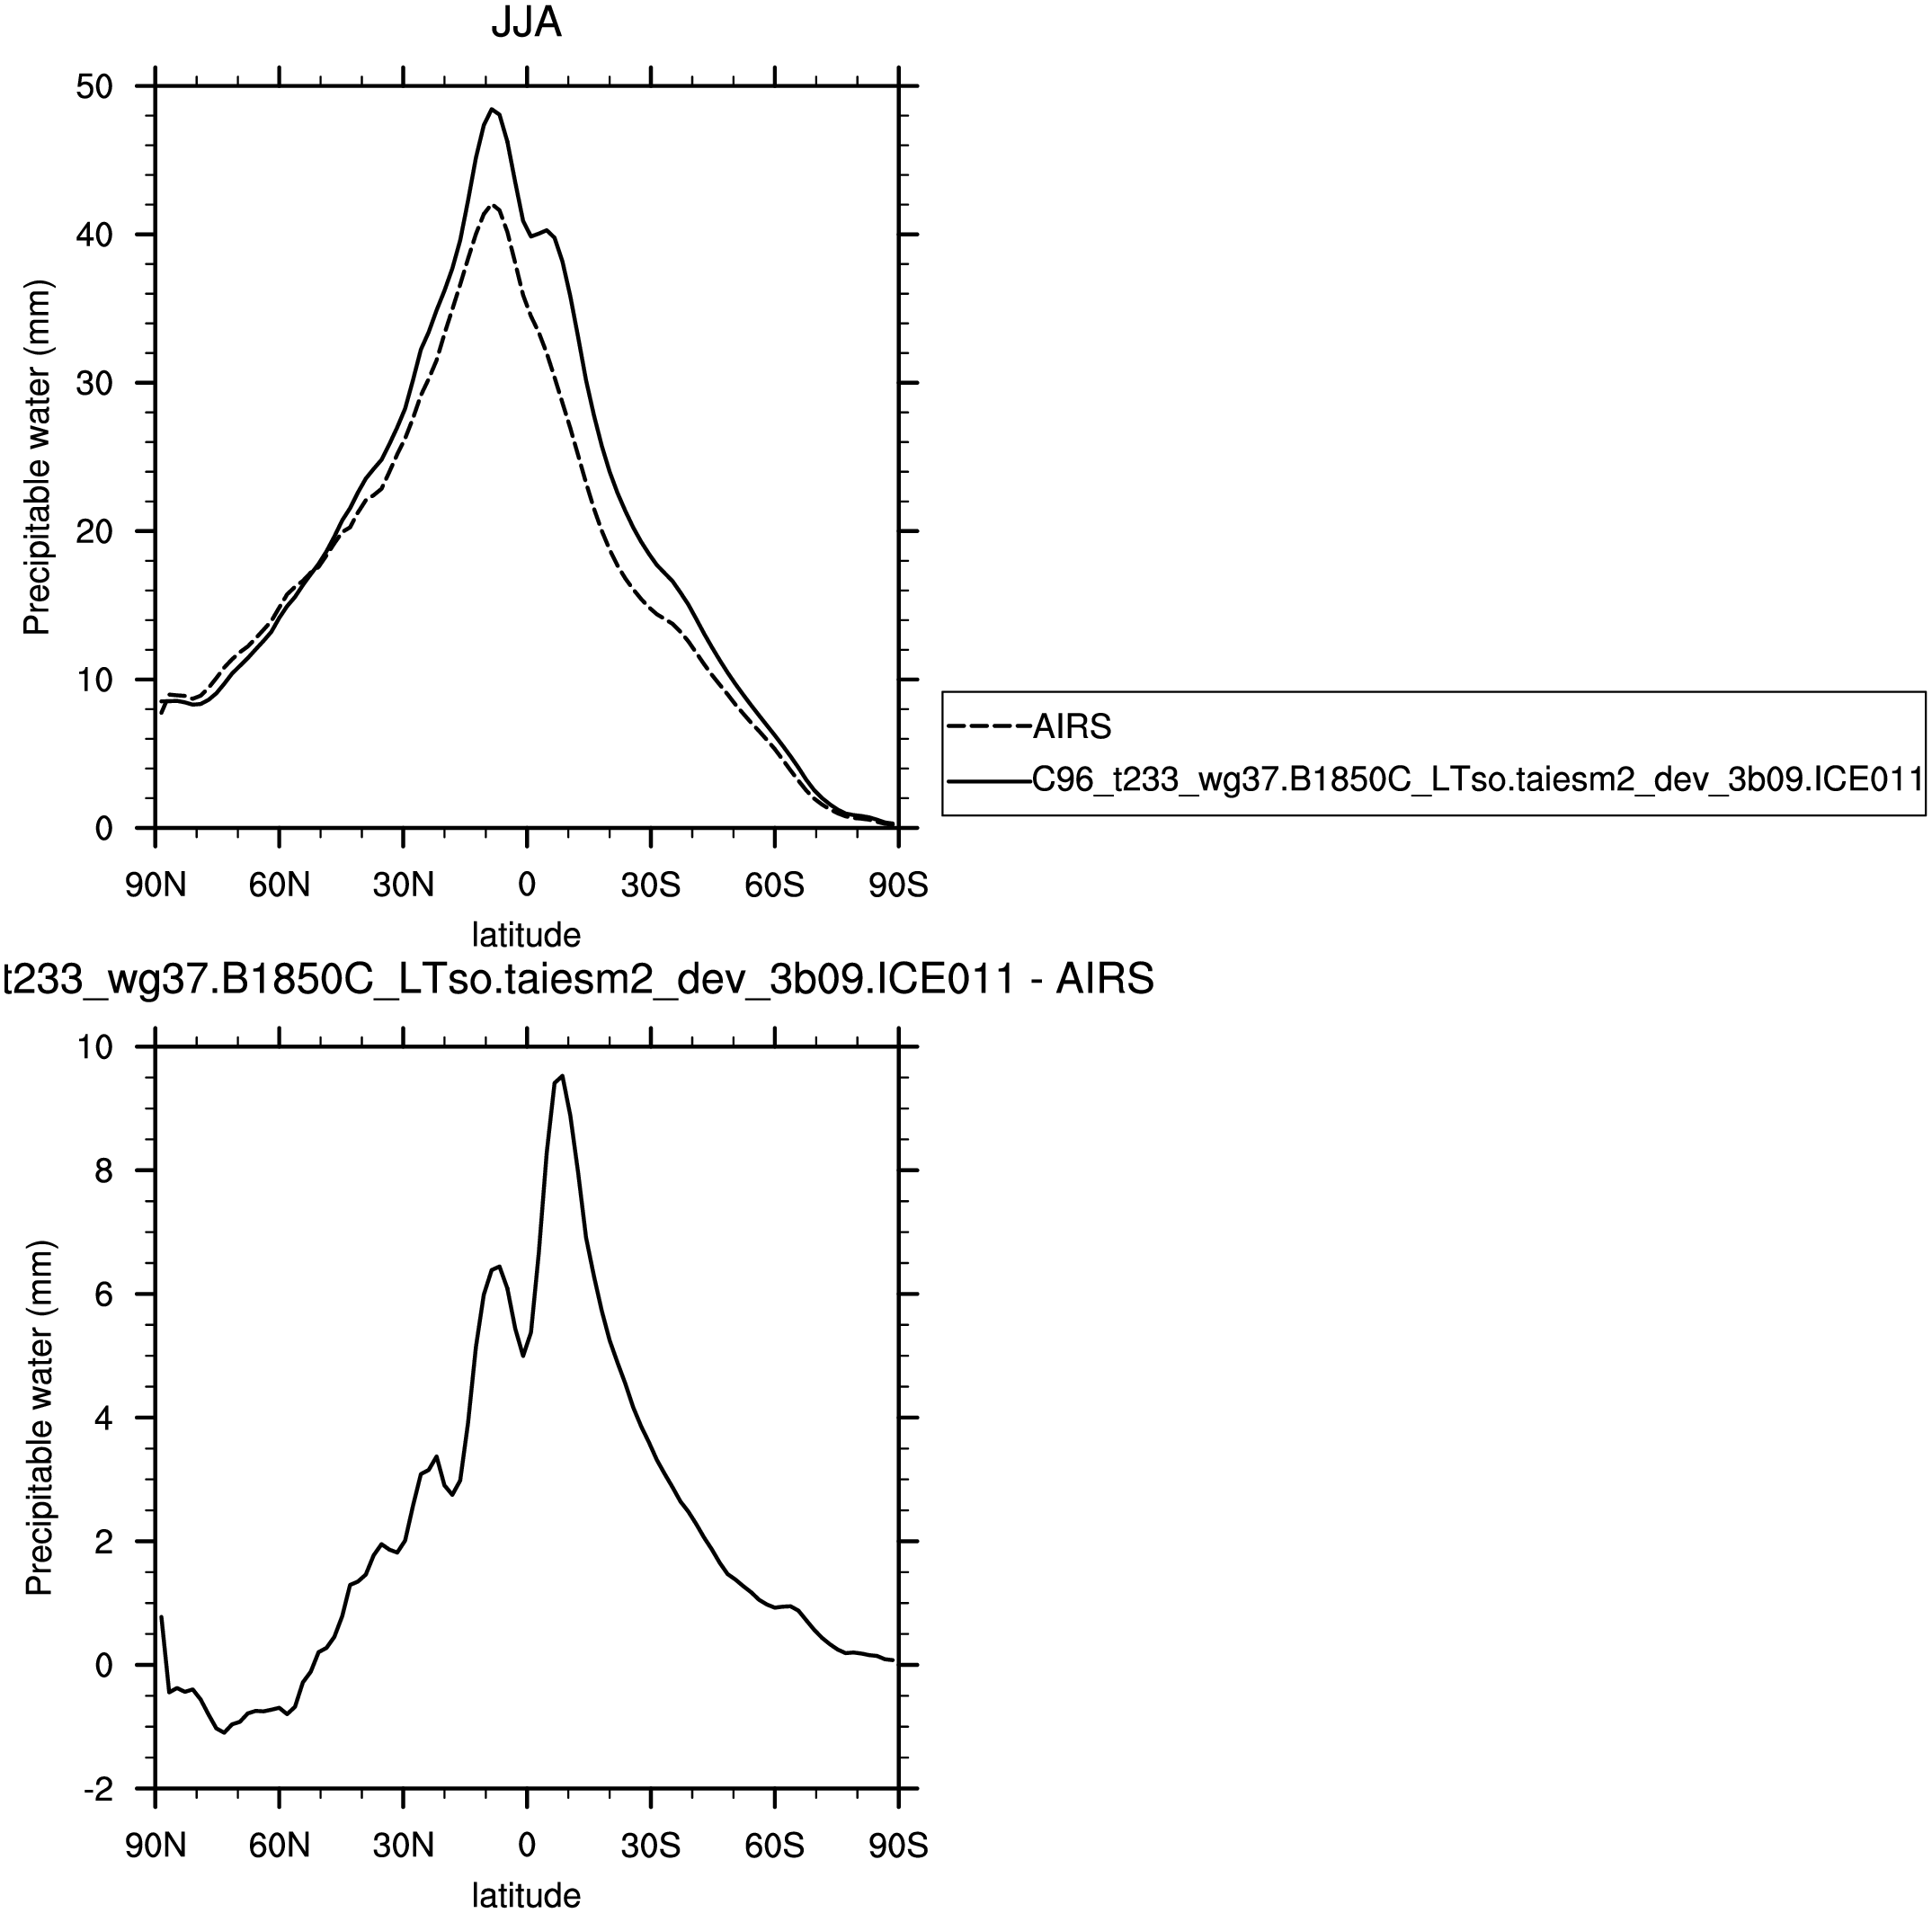 JJA
Precipitable water (mm)
50
40
30
20
10
0
90N 60N 30N 0 30S 60S 90S
latitude
AIRS
C96_t233_wg37.B1850C_LTso.taiesm2_dev_3b09.ICE011
t233_wg37.B1850C_LTso.taiesm2_dev_3b09.ICE011 - AIRS
Precipitable water (mm)
10
8
6
4
2
0
-2
90N 60N 30N 0 30S 60S 90S
latitude